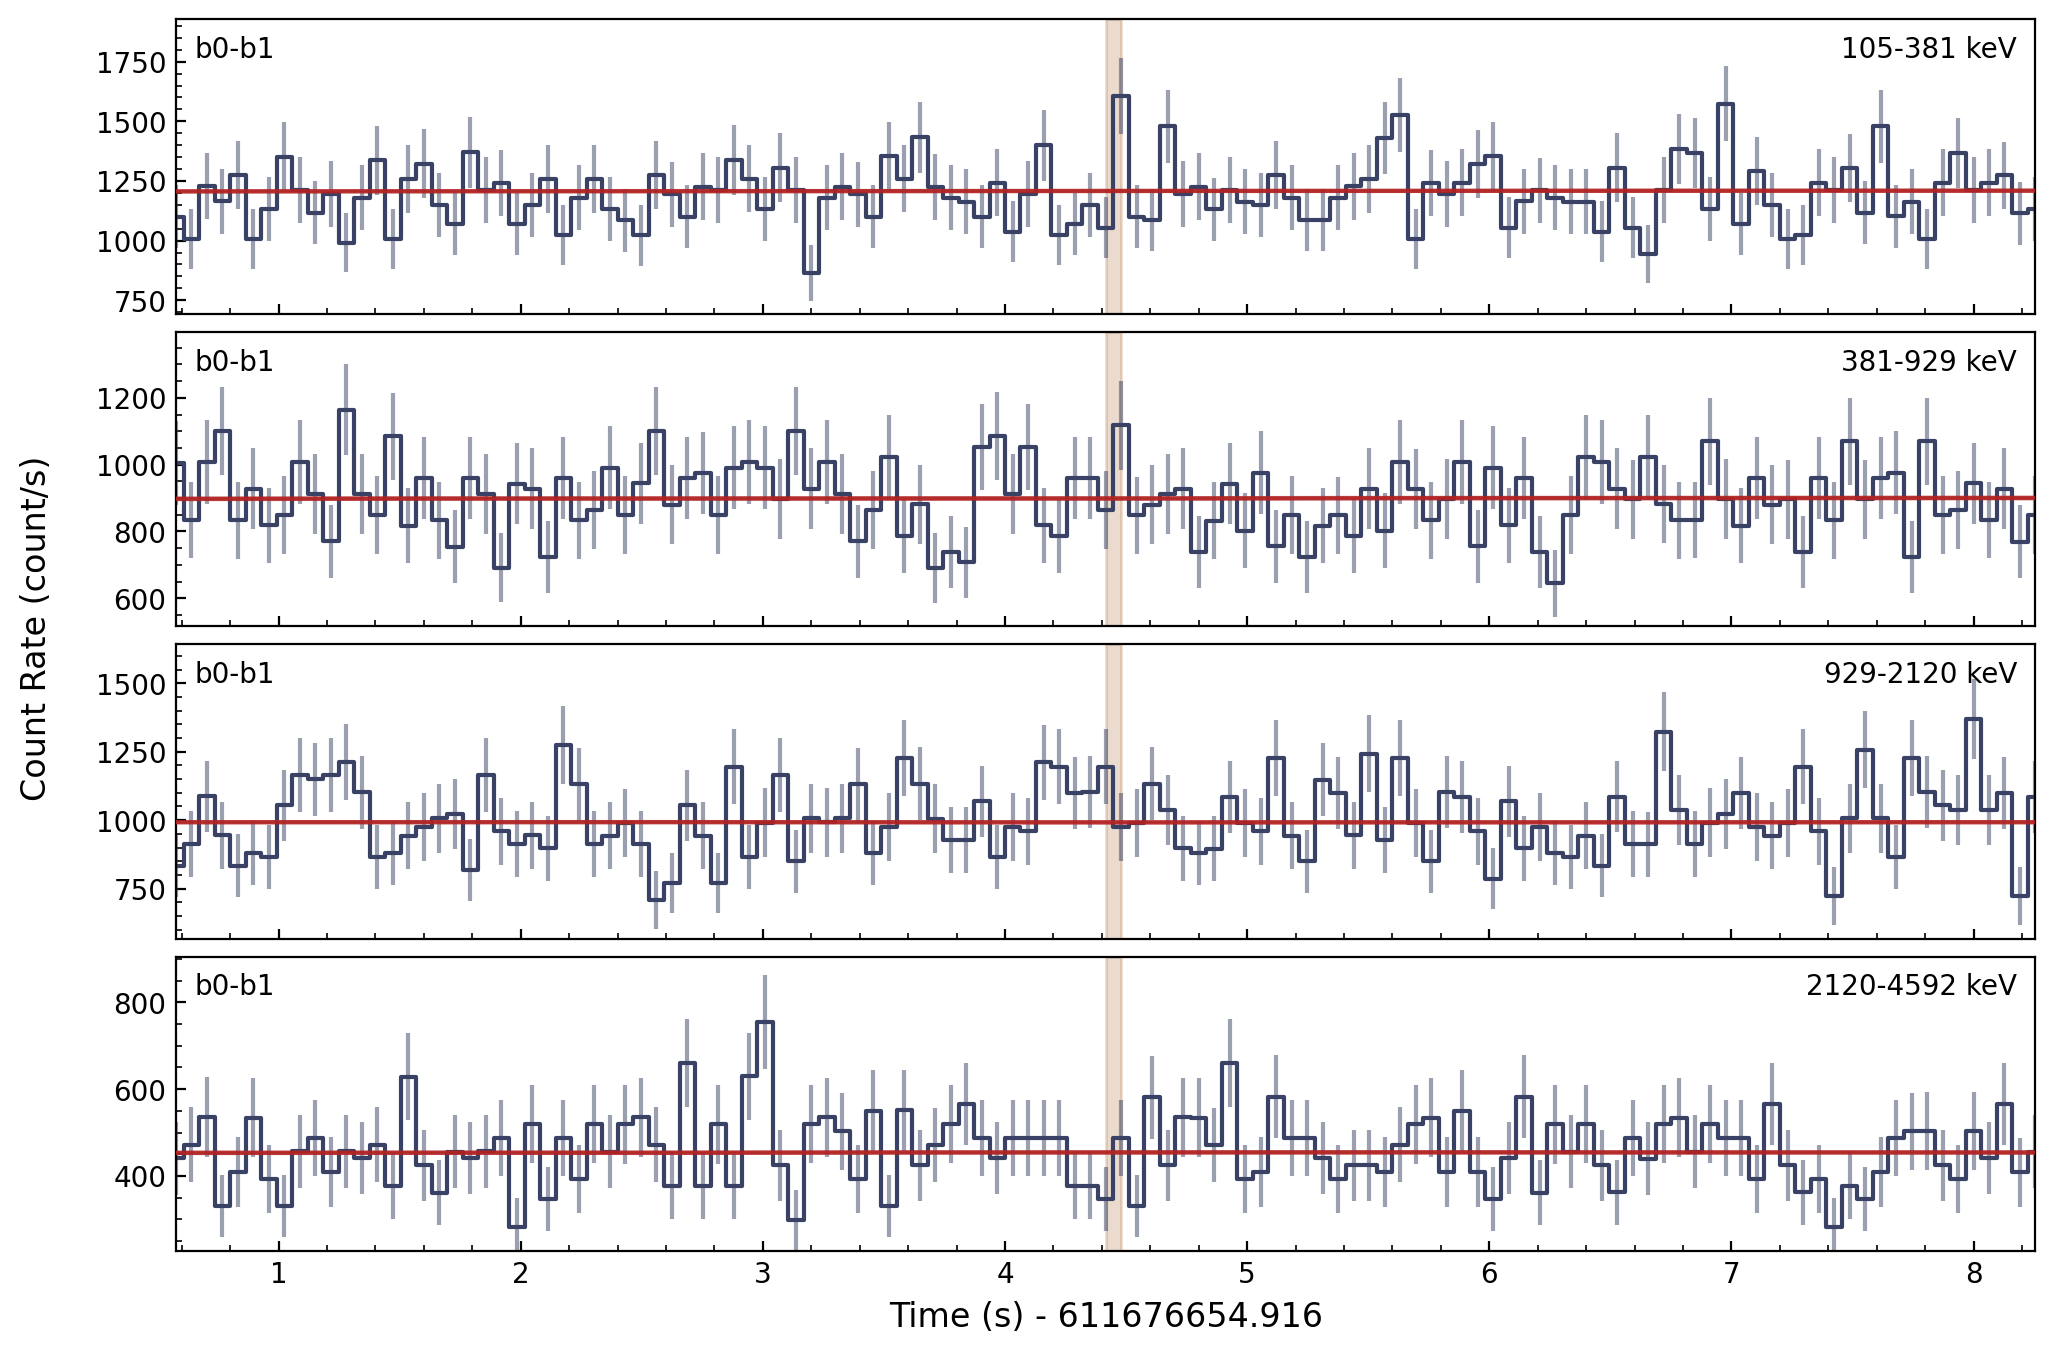 b0-b1
105-381 keV
1750
1500
1250
1000
750
b0-b1
381-929 keV
1200
1000
800
600
b0-b1
929-2120 keV
1500
1250
1000
750
b0-b1
2120-4592 keV
800
600
400
Count Rate (count/s)
1 2 3 4 5 6 7 8
Time (s) - 611676654.916